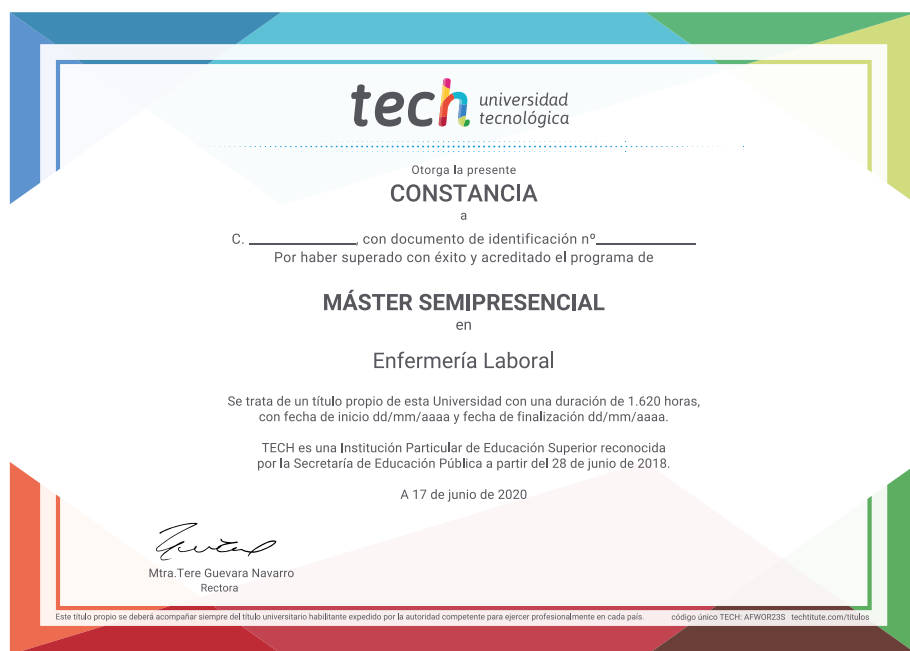 tech universidad
tecnológica
Otorga la presente
CONSTANCIA
a
C. ____________, con documento de identificación nº____________
Por haber superado con éxito y acreditado el programa de
MÁSTER SEMIPRESENCIAL
en
Enfermería Laboral
Se trata de un título propio de esta Universidad con una duración de 1.620 horas,
con fecha de inicio dd/mm/aaaa y fecha de finalización dd/mm/aaaa.
TECH es una Institución Particular de Educación Superior reconocida
por la Secretaría de Educación Pública a partir del 28 de junio de 2018.
A 17 de junio de 2020
Mtra.Tere Guevara Navarro
Rectora
Este título propio se deberá acompañar siempre del título universitario habilitante expedido por la autoridad competente para ejercer profesionalmente en cada país. código único TECH: AFWOR23S techtitute.com/titulos